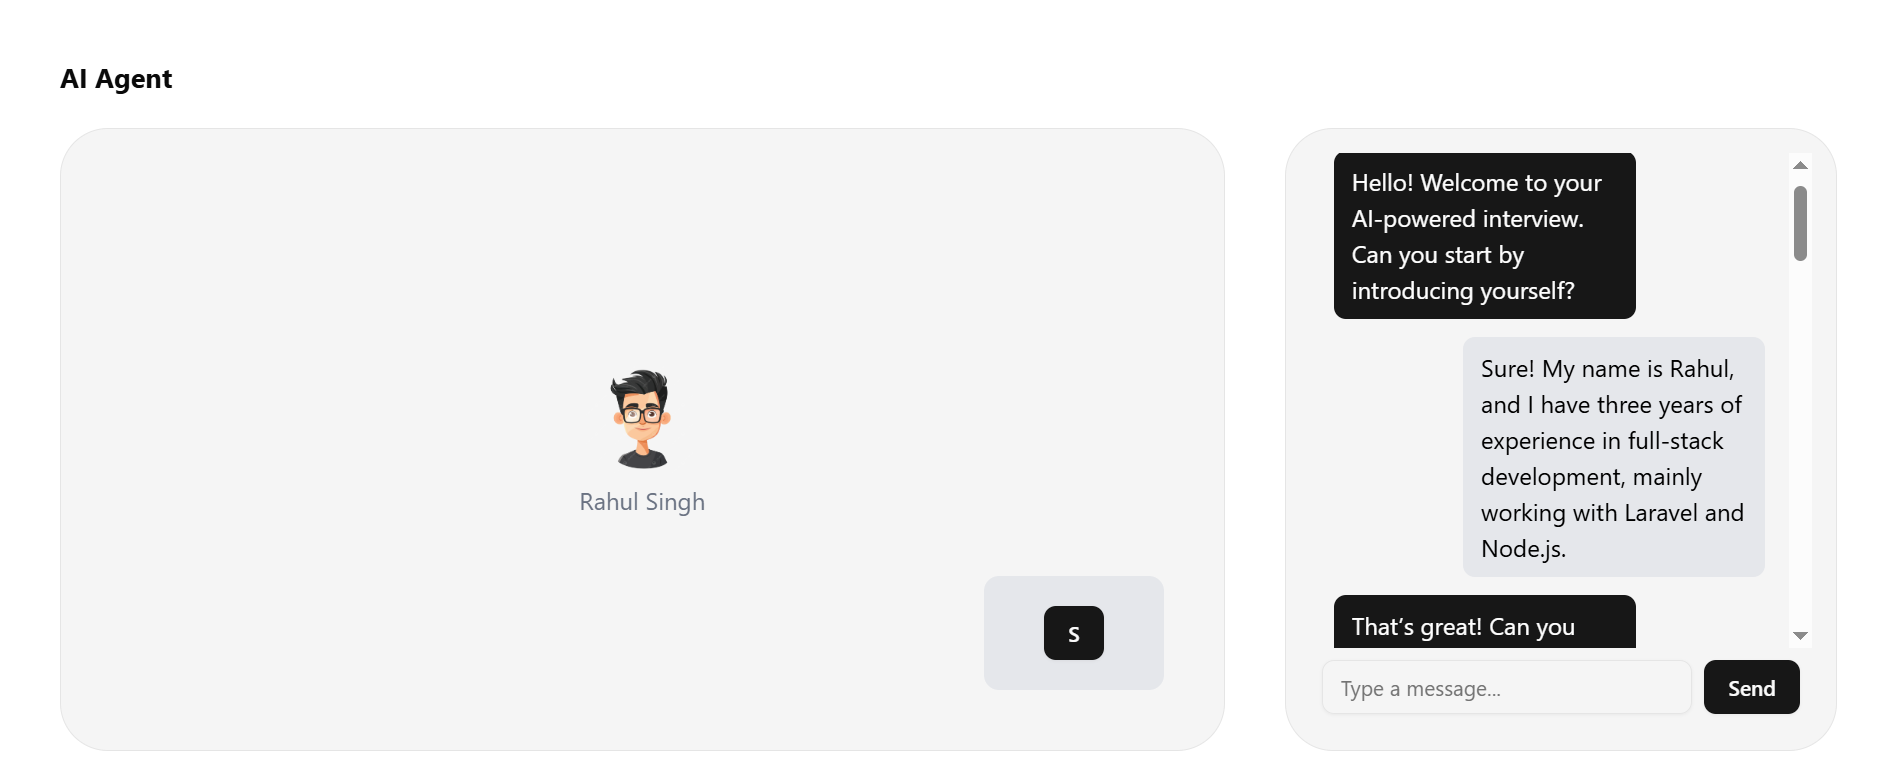 AI Agent
Rahul Singh
S
Hello! Welcome to your
AI-powered interview.
Can you start by
introducing yourself?
Sure! My name is Rahul,
and I have three years of
experience in full-stack
development, mainly
working with Laravel and
Node.js.
That’s great! Can you
Type a message...
Send